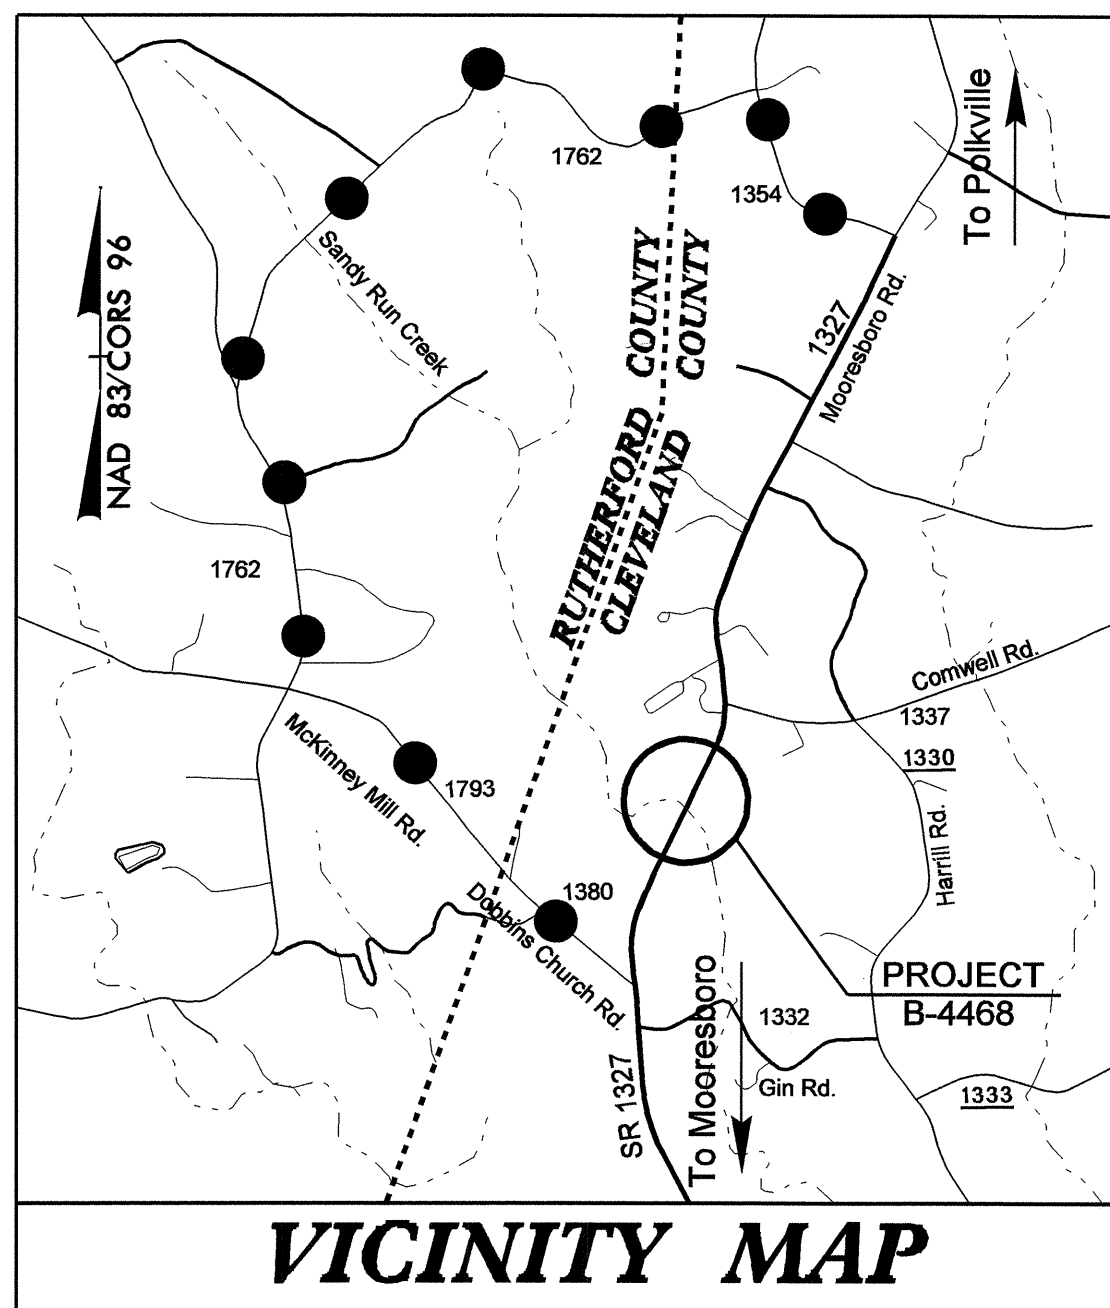 1762
1354
To Polkville
NAD 83/CORS 96
Sandy Run Creek
RUTHERFORD COUNTY
CLEVELAND COUNTY
1327
Mooresboro Rd.
1762
Comwell Rd.
1337
1330
Harrill Rd.
McKinney Mill Rd.
1793
1380
Dobbins Church Rd.
PROJECT
B-4468
1332
Gin Rd.
1333
SR 1327
To Mooresboro
VICINITY MAP